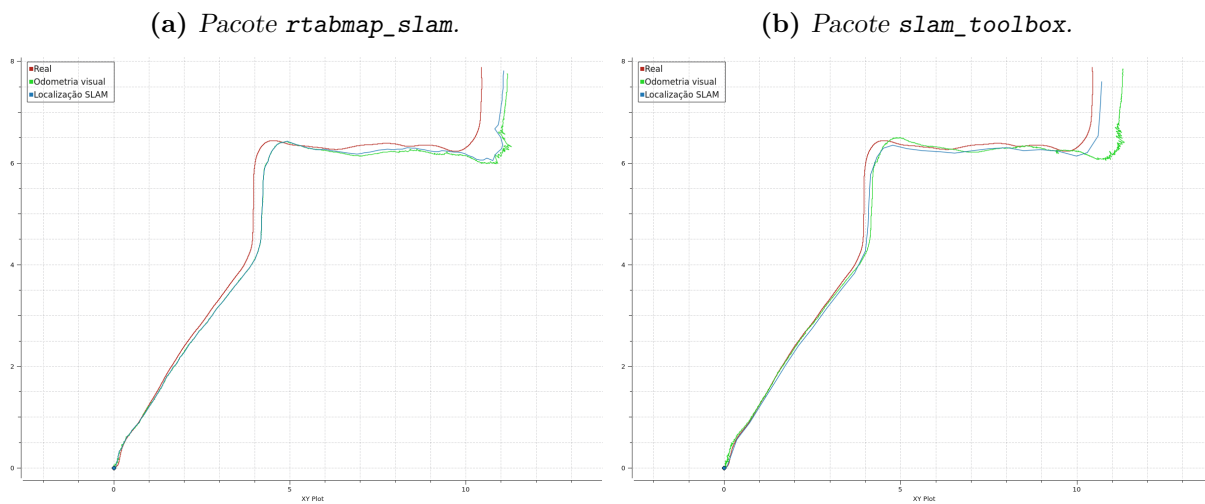 (a) Pacote rtabmap_slam.
8
6
4
2
0
Real
Odometria visual
Localização SLAM
0 5 10
XY Plot
(b) Pacote slam_toolbox.
8
6
4
2
0
Real
Odometria visual
Localização SLAM
0 5 10
XY Plot